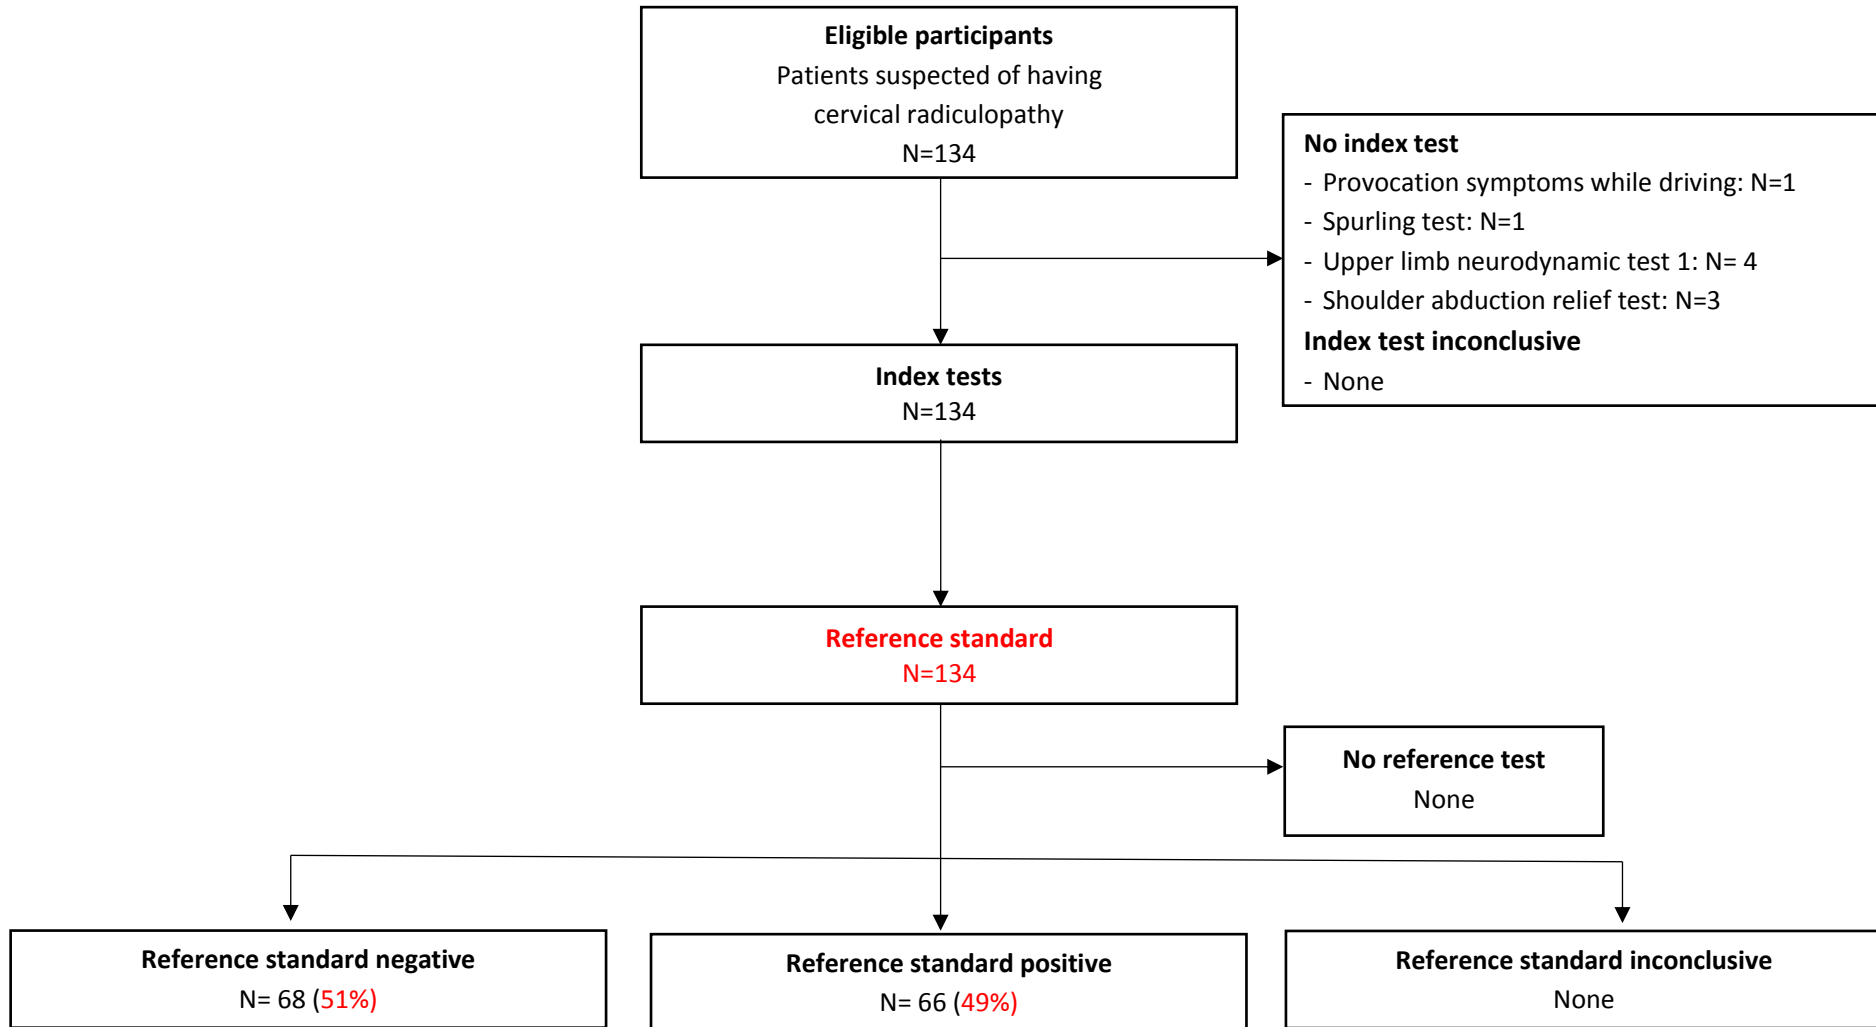 Eligible participants
Patients suspected of having
cervical radiculopathy
N=134
No index test
- Provocation symptoms while driving: N=1
- Spurling test: N=1
- Upper limb neurodynamic test 1: N= 4
- Shoulder abduction relief test: N=3
Index test inconclusive
- None
Index tests
N=134
Reference standard
N=134
No reference test
None
Reference standard negative
N= 68 (51%)
Reference standard positive
N= 66 (49%)
Reference standard inconclusive
None